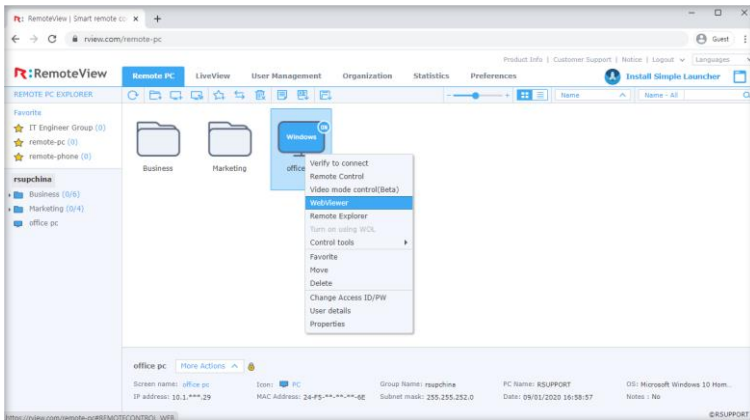 RemoteView | Smart remote co
rview.com/remote-pc
Guest
Product Info | Customer Support | Notice | Logout
Languages
RemoteView
Remote PC
LiveView
User Management
Organization
Statistics
Preferences
Install Simple Launcher
REMOTE PC EXPLORER
Name
Name - All
Favorite
IT Engineer Group (0)
remote-pc (0)
remote-phone (0)
rsupchina
Business (0/6)
Marketing (0/4)
office pc
Business
Marketing
Windows
ON
office
Verify to connect
Remote Control
Video mode control(Beta)
WebViewer
Remote Explorer
Turn on using WOL
Control tools
Favorite
Move
Delete
Change Access ID/PW
User details
Properties
office pc
More Actions
Screen name: office pc
Icon: PC
Group Name: rsupchina
PC Name: RSUPPORT
OS: Microsoft Windows 10 Hom...
IP address: 10.1.***.29
MAC Address: 24-F5-**-**-**-6E
Subnet mask: 255.255.252.0
Date: 09/01/2020 16:58:57
Notes : No
https://rview.com/remote-pc#REMOTECONTROL_WEB
©RSUPPORT